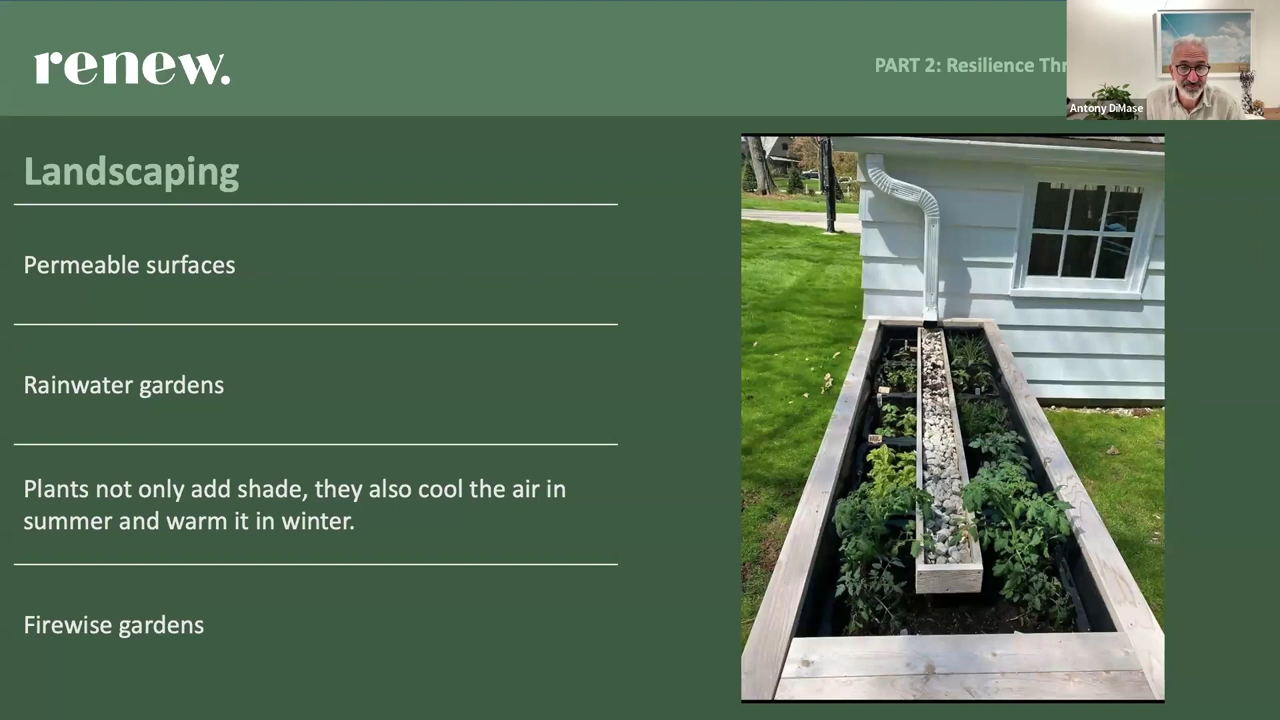 renew.
PART 2: Resilience
Antony DiMase
Landscaping
Permeable surfaces
Rainwater gardens
Plants not only add shade, they also cool the air in
summer and warm it in winter.
Firewise gardens